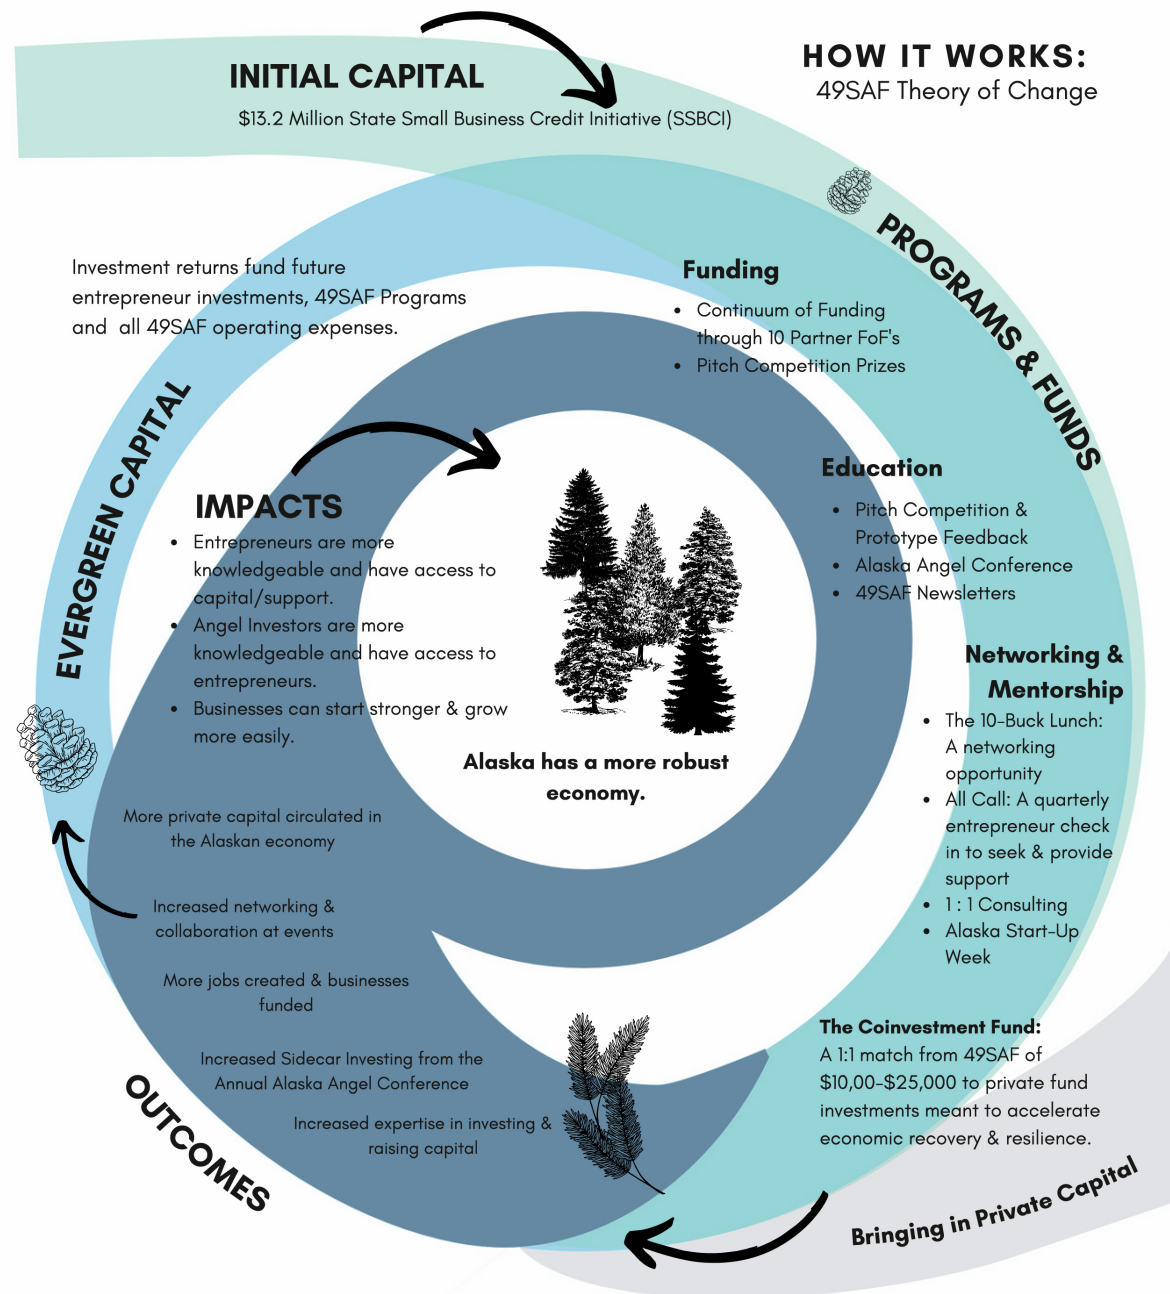 INITIAL CAPITAL
$13.2 Million State Small Business Credit Initiative (SSBCI)
HOW IT WORKS:
49SAF Theory of Change
PROGRAMS & FUNDS
Funding
• Continuum of Funding
through 10 Partner FoF's
• Pitch Competition Prizes
Education
• Pitch Competition &
Prototype Feedback
• Alaska Angel Conference
• 49SAF Newsletters
Networking &
Mentorship
• The 10-Buck Lunch:
A networking
opportunity
• All Call: A quarterly
entrepreneur check
in to seek & provide
support
• 1 : 1 Consulting
• Alaska Start-Up
Week
The Coinvestment Fund:
A 1:1 match from 49SAF of
$10,00-$25,000 to private fund
investments meant to accelerate
economic recovery & resilience.
Bringing in Private Capital
OUTCOMES
More private capital circulated in
the Alaskan economy
Increased networking &
collaboration at events
More jobs created & businesses
funded
Increased Sidecar Investing from the
Annual Alaska Angel Conference
Increased expertise in investing &
raising capital
EVERGREEN CAPITAL
Investment returns fund future
entrepreneur investments, 49SAF Programs
and all 49SAF operating expenses.
IMPACTS
• Entrepreneurs are more
knowledgeable and have access to
capital/support.
• Angel Investors are more
knowledgeable and have access to
entrepreneurs.
• Businesses can start stronger & grow
more easily.
Alaska has a more robust
economy.